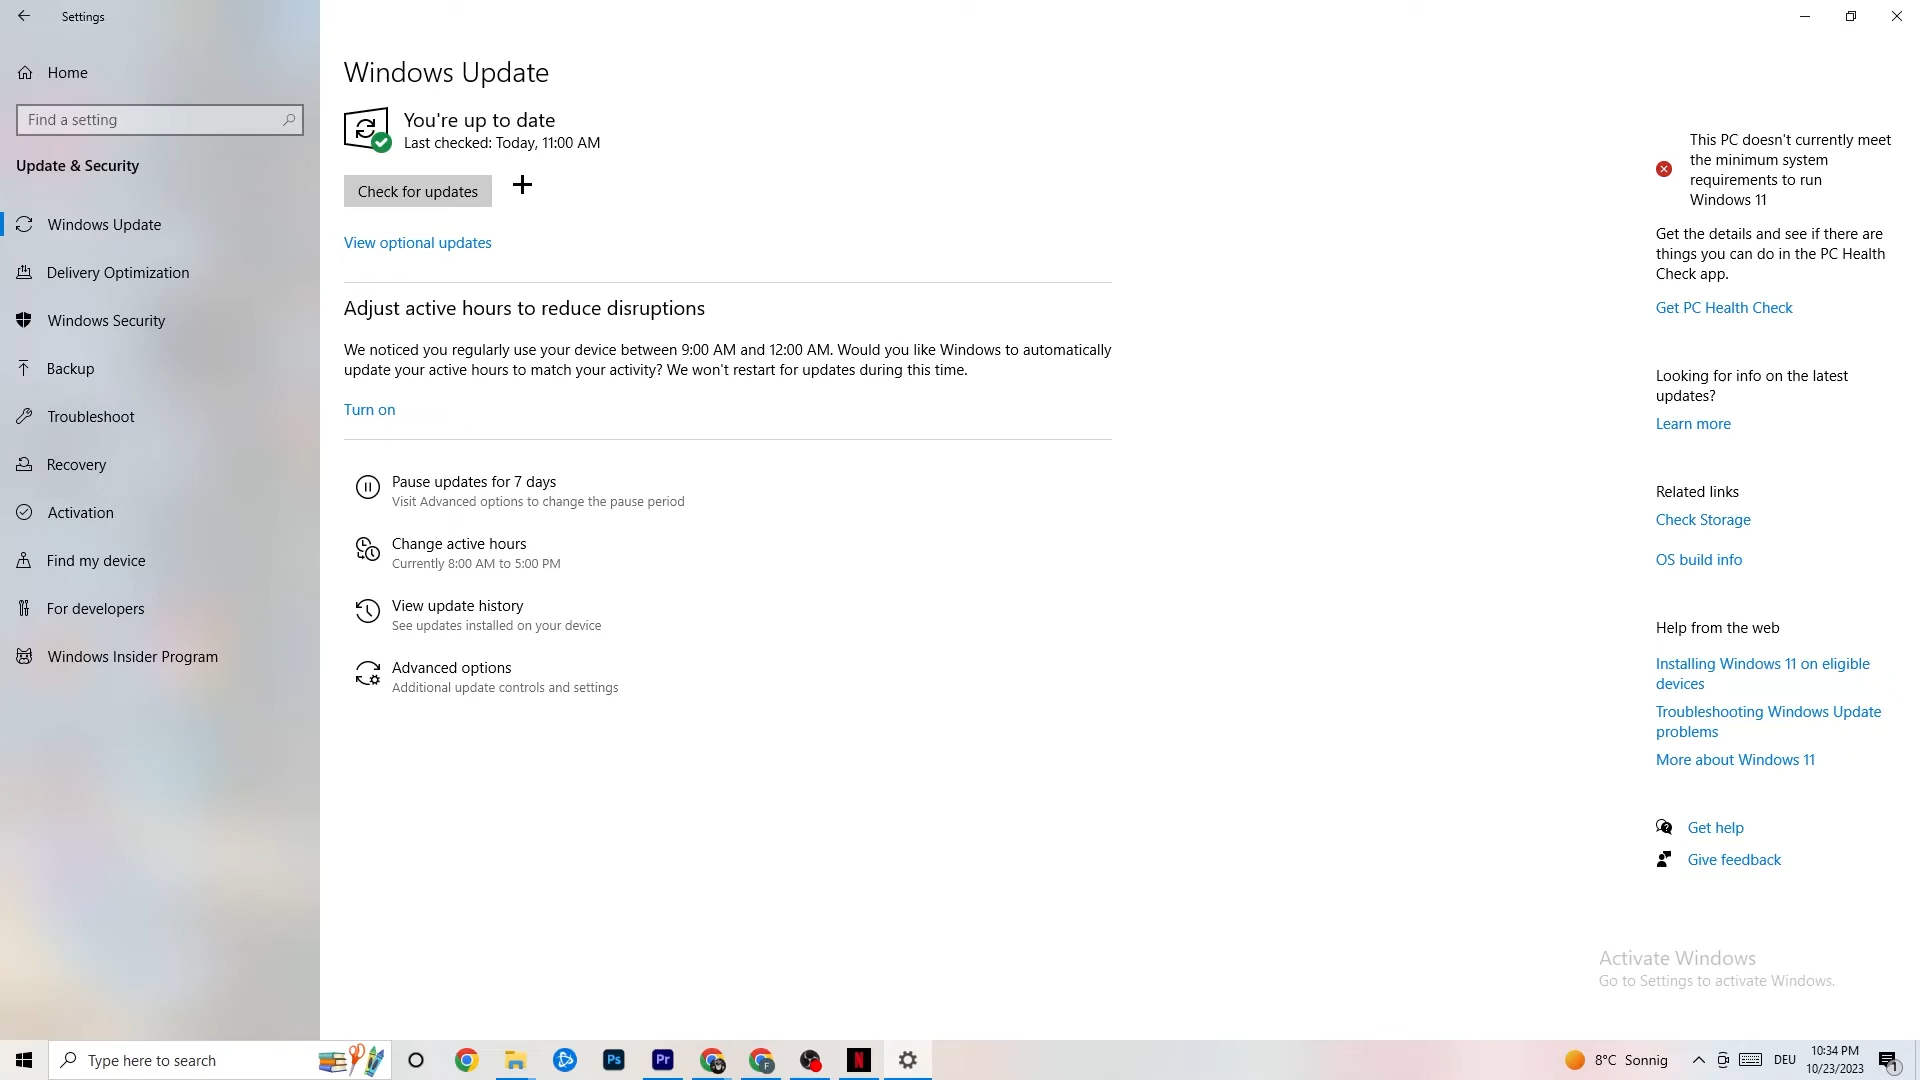 Settings
Home
Find a setting
Update & Security
Windows Update
Delivery Optimization
Windows Security
Backup
Troubleshoot
Recovery
Activation
Find my device
For developers
Windows Insider Program
Windows Update
You're up to date
Last checked: Today, 11:00 AM
Check for updates
View optional updates
Adjust active hours to reduce disruptions
We noticed you regularly use your device between 9:00 AM and 12:00 AM. Would you like Windows to automatically
update your active hours to match your activity? We won't restart for updates during this time.
Turn on
Pause updates for 7 days
Visit Advanced options to change the pause period
Change active hours
Currently 8:00 AM to 5:00 PM
View update history
See updates installed on your device
Advanced options
Additional update controls and settings
This PC doesn't currently meet
the minimum system
requirements to run
Windows 11
Get the details and see if there are
things you can do in the PC Health
Check app.
Get PC Health Check
Looking for info on the latest
updates?
Learn more
Related links
Check Storage
OS build info
Help from the web
Installing Windows 11 on eligible
devices
Troubleshooting Windows Update
problems
More about Windows 11
Get help
Give feedback
Activate Windows
Go to Settings to activate Windows.
Type here to search
Ps
Pr
F
N
8°C Sonnig
DEU
10:34 PM
10/23/2023
1